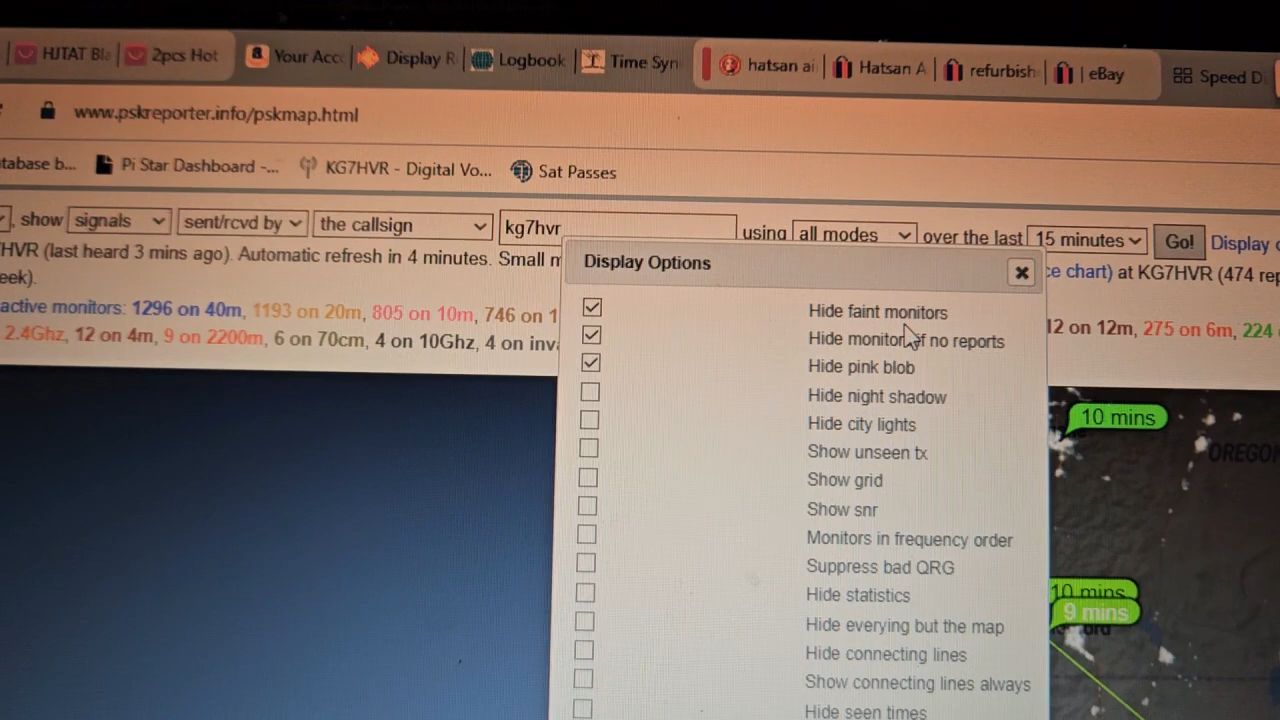 HJTAT Bla
2pcs Hot
Your Acc
Display R
Logbook
Time Syn
hatsan ai
Hatsan A
refurbish
eBay
Speed D
www.pskreporter.info/pskmap.html
tabase b...
Pi Star Dashboard -...
KG7HVR - Digital Vo...
Sat Passes
, show signals sent/rcvd by the callsign kg7hvr using all modes over the last 15 minutes Go! Display o
HVR (last heard 3 mins ago). Automatic refresh in 4 minutes. Small m
ce chart) at KG7HVR (474 rep
eek).
active monitors: 1296 on 40m, 1193 on 20m, 805 on 10m, 746 on 1
12 on 12m, 275 on 6m, 224
2.4Ghz, 12 on 4m, 9 on 2200m, 6 on 70cm, 4 on 10Ghz, 4 on inv
Display Options
Hide faint monitors
Hide monitor if no reports
Hide pink blob
Hide night shadow
Hide city lights
Show unseen tx
Show grid
Show snr
Monitors in frequency order
Suppress bad QRG
Hide statistics
Hide everying but the map
Hide connecting lines
Show connecting lines always
Hide seen times
10 mins
OREGON
10 mins
9 mins
ord